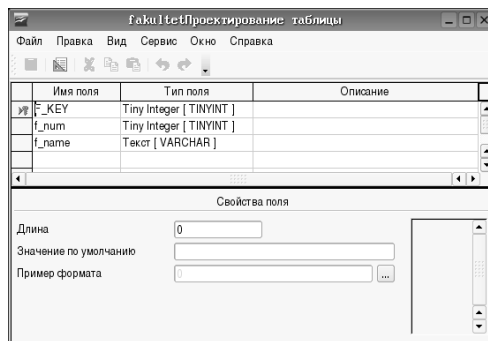 fakultetПроектирование таблицы
Файл Правка Вид Сервис Окно Справка
Имя поля Тип поля Описание
F_KEY Tiny Integer [ TINYINT ]
f_num Tiny Integer [ TINYINT ]
f_name Текст [ VARCHAR ]
Свойства поля
Длина 0
Значение по умолчанию
Пример формата 0 ...